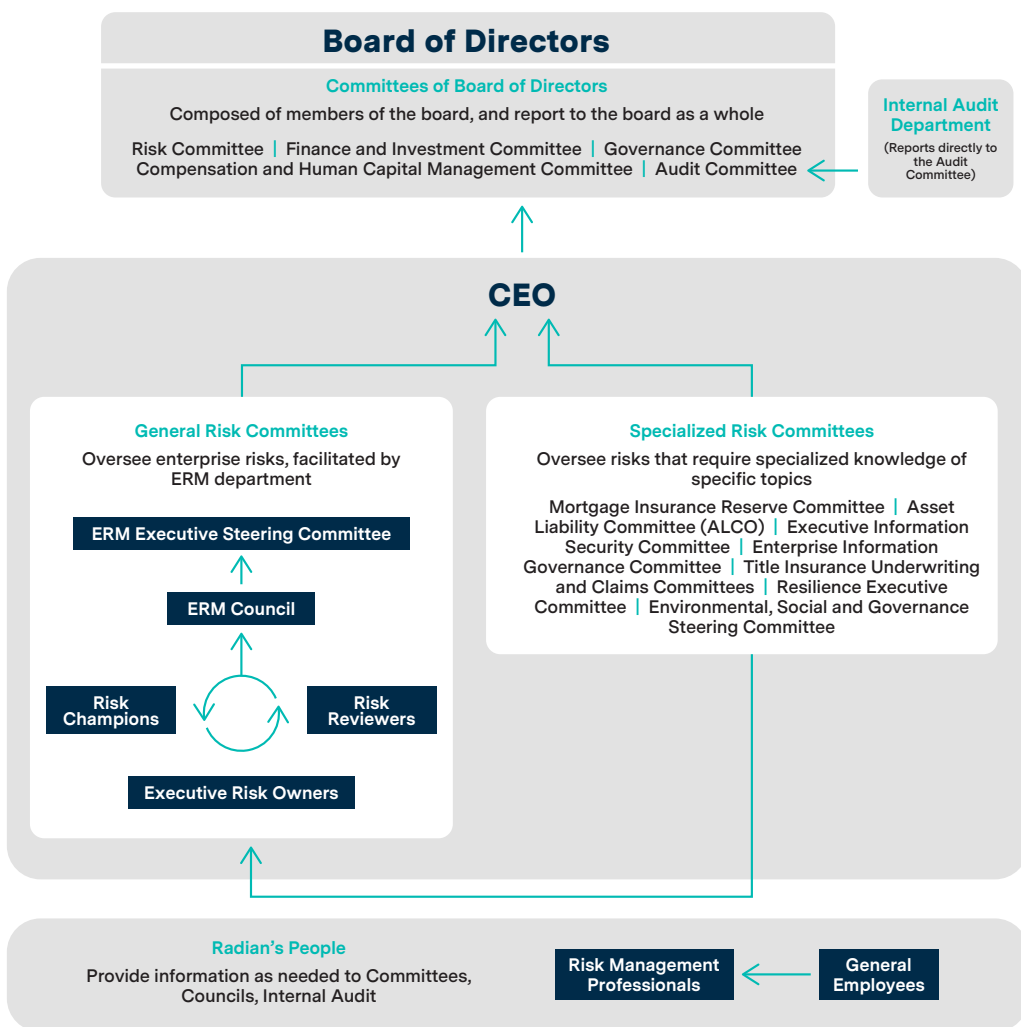 Board of Directors
Committees of Board of Directors
Composed of members of the board, and report to the board as a whole
Risk Committee | Finance and Investment Committee | Governance Committee
Compensation and Human Capital Management Committee | Audit Committee
Internal Audit
Department
(Reports directly to
the Audit
Committee)
CEO
General Risk Committees
Oversee enterprise risks, facilitated by
ERM department
ERM Executive Steering Committee
ERM Council
Risk
Champions
Risk
Reviewers
Executive Risk Owners
Specialized Risk Committees
Oversee risks that require specialized knowledge of
specific topics
Mortgage Insurance Reserve Committee | Asset
Liability Committee (ALCO) | Executive Information
Security Committee | Enterprise Information
Governance Committee | Title Insurance Underwriting
and Claims Committees | Resilience Executive
Committee | Environmental, Social and Governance
Steering Committee
Radian's People
Provide information as needed to Committees,
Councils, Internal Audit
Risk Management
Professionals
General
Employees